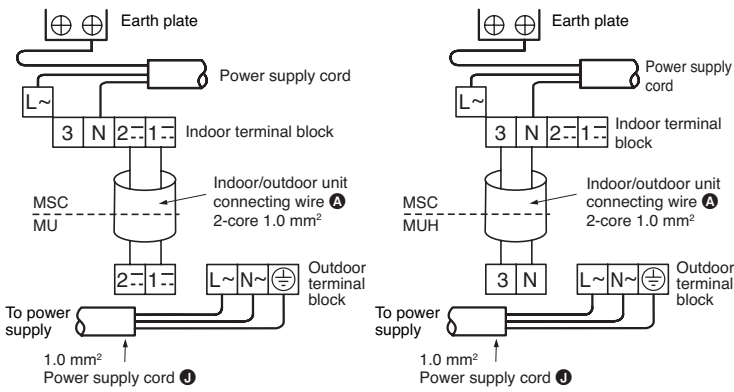 Earth plate
Power supply cord
L~
3 N 2⎓ 1⎓
Indoor terminal block
Indoor/outdoor unit
connecting wire A
2-core 1.0 mm²
MSC
MU
2⎓ 1⎓
L~ N~
Outdoor
terminal
block
To power
supply
1.0 mm²
Power supply cord J
Earth plate
Power supply
cord
L~
3 N 2⎓ 1⎓
Indoor terminal
block
Indoor/outdoor unit
connecting wire A
2-core 1.0 mm²
MSC
MUH
3 N
L~ N~
Outdoor
terminal
block
To power
supply
1.0 mm²
Power supply cord J